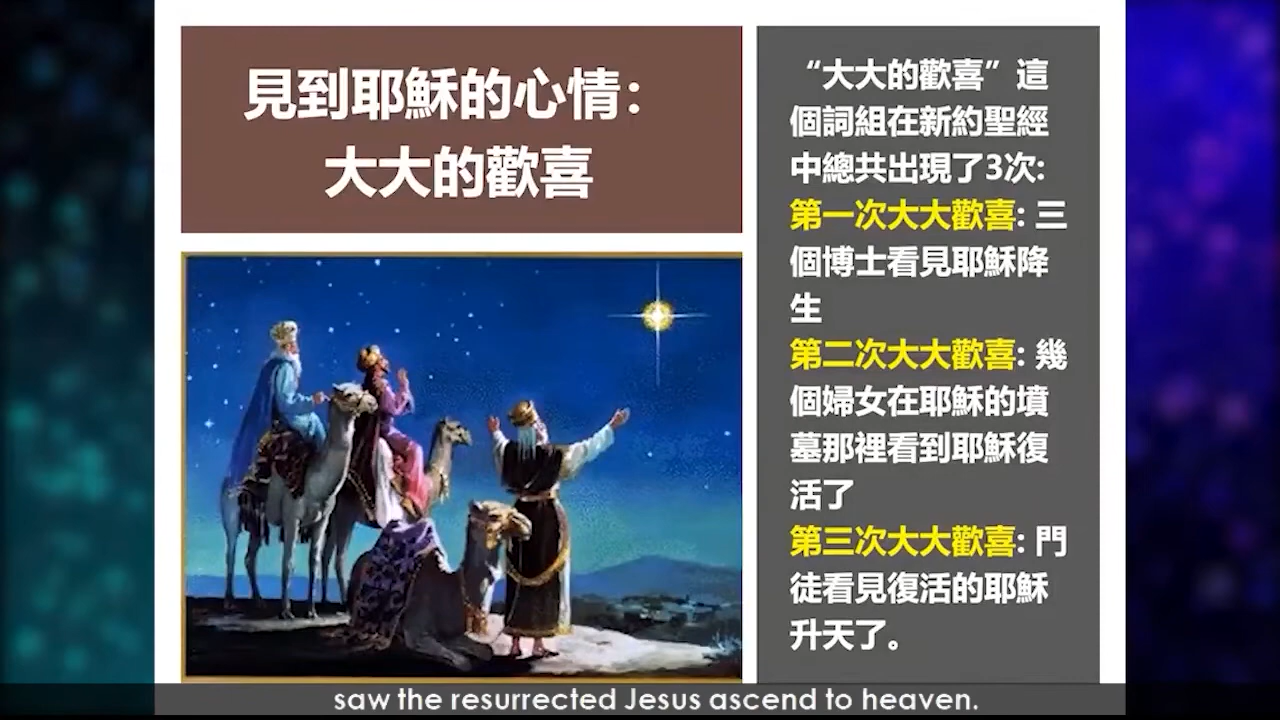 見到耶穌的心情：
大大的歡喜
“大大的歡喜”這
個詞組在新約聖經
中總共出現了3次:
第一次大大歡喜: 三
個博士看見耶穌降
生
第二次大大歡喜: 幾
個婦女在耶穌的墳
墓那裡看到耶穌復
活了
第三次大大歡喜: 門
徒看見復活的耶穌
升天了。
saw the resurrected Jesus ascend to heaven.